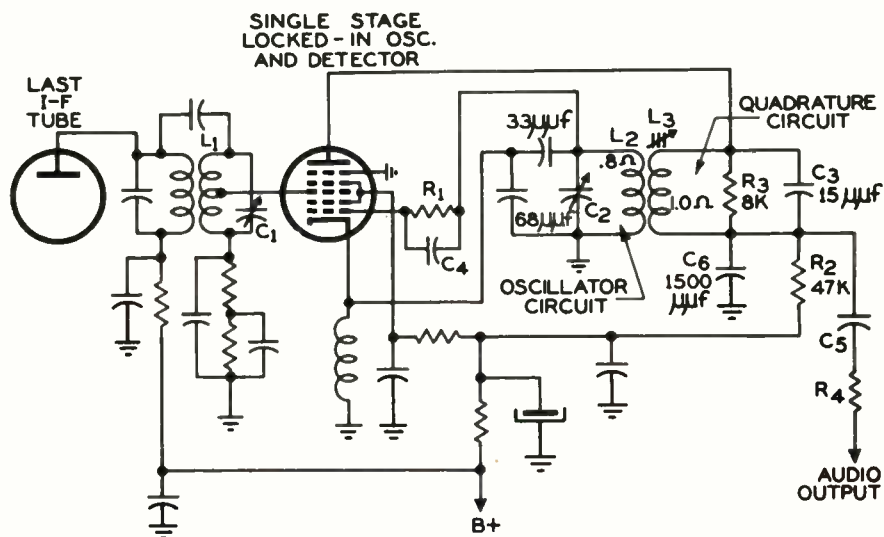 SINGLE STAGE
LOCKED-IN OSC.
AND DETECTOR
LAST
I-F
TUBE
L1
C1
R1
C4
33μμf
68μμf
C2
L2
.8Ω
L3
1.0Ω
QUADRATURE
CIRCUIT
R3
8K
C3
15μμf
OSCILLATOR
CIRCUIT
C6
1500
μμf
R2
47K
C5
R4
AUDIO
OUTPUT
B+